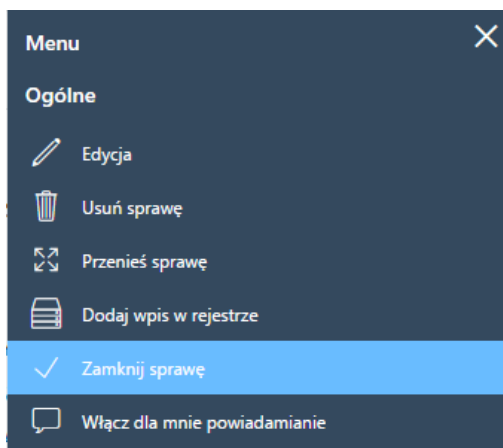 Menu
Ogólne
Edycja
Usuń sprawę
Przenieś sprawę
Dodaj wpis w rejestrze
Zamknij sprawę
Włącz dla mnie powiadamianie